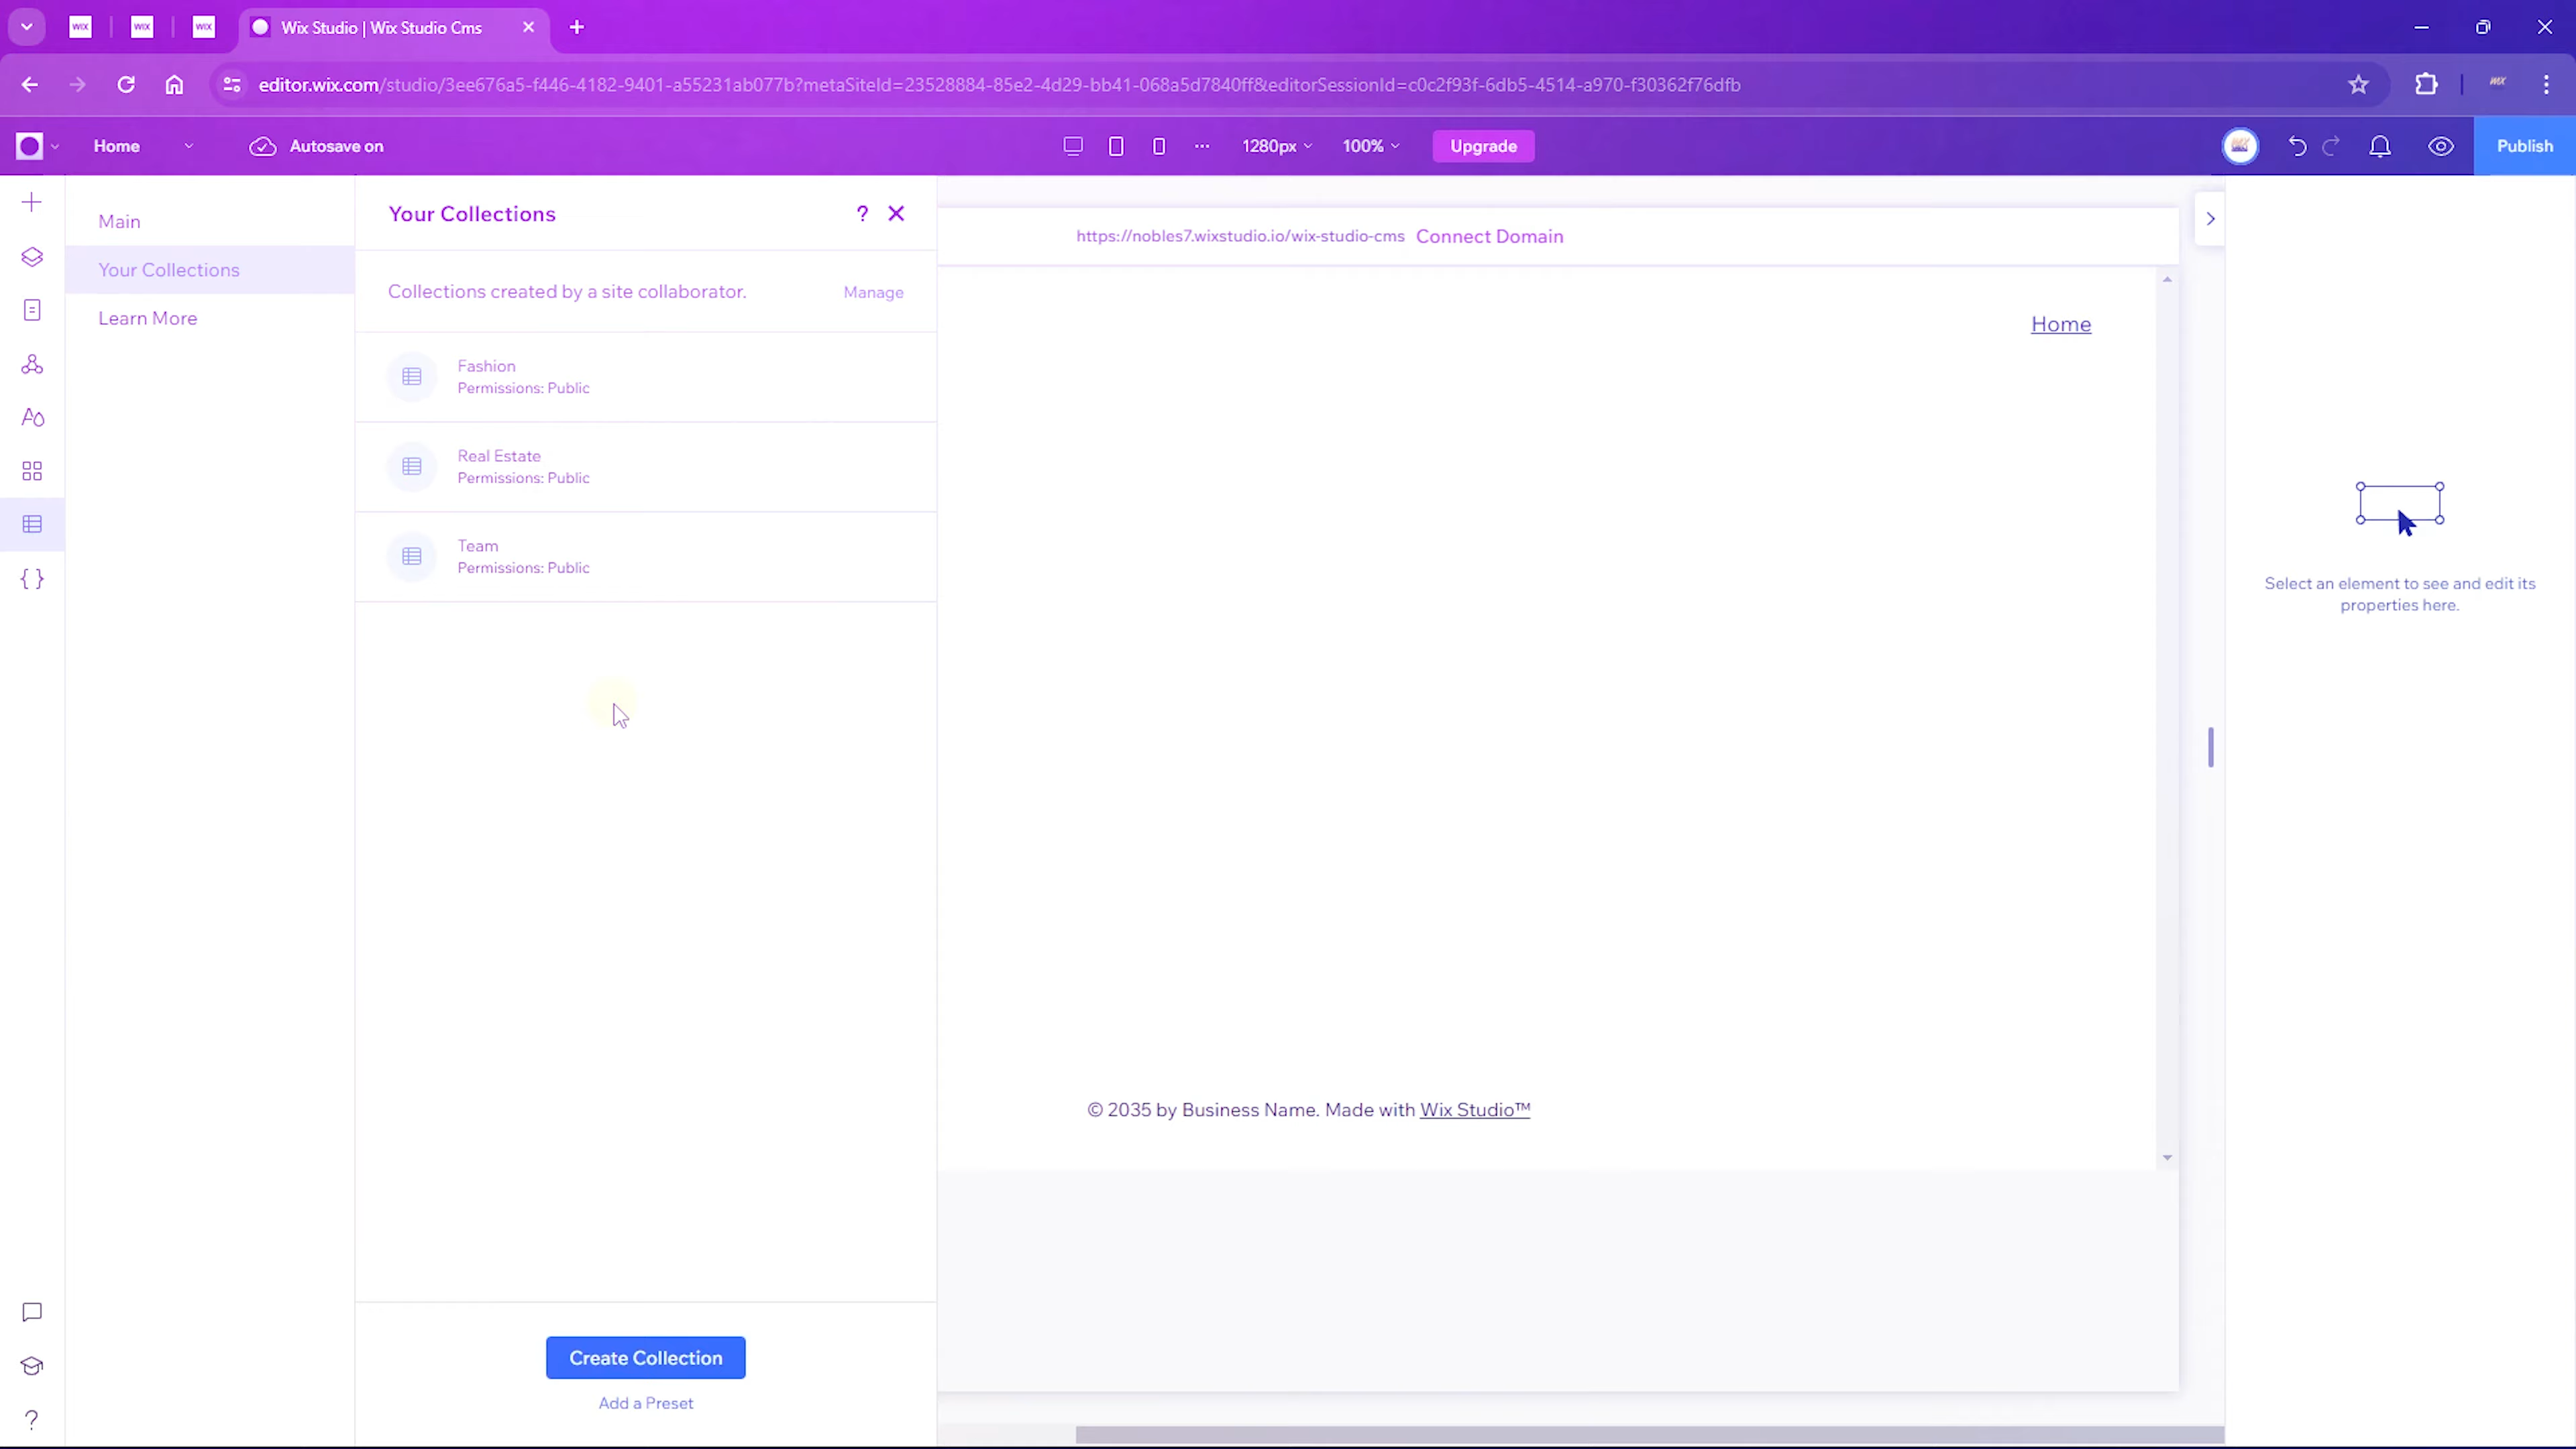 WIX
WIX
WIX
Wix Studio | Wix Studio Cms
editor.wix.com/studio/3ee676a5-f446-4182-9401-a55231ab077b?metaSiteId=23528884-85e2-4d29-bb41-068a5d7840ff&editorSessionId=c0c2f93f-6db5-4514-a970-f30362f76dfb
Home
Autosave on
1280px
100%
Upgrade
Publish
Main
Your Collections
Learn More
Your Collections
?
Collections created by a site collaborator.
Manage
Fashion
Permissions: Public
Real Estate
Permissions: Public
Team
Permissions: Public
Create Collection
Add a Preset
https://nobles7.wixstudio.io/wix-studio-cms Connect Domain
Home
© 2035 by Business Name. Made with Wix Studio™
Select an element to see and edit its
properties here.